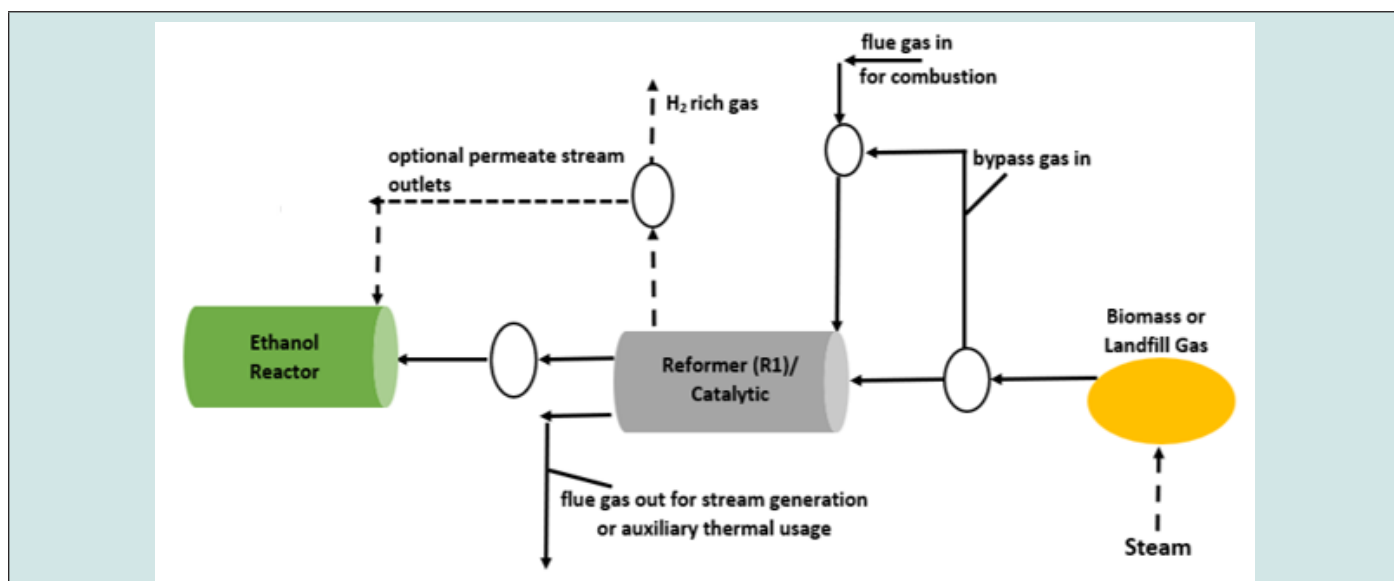 flue gas in
for combustion
H₂ rich gas
optional permeate stream
outlets
bypass gas in
Biomass or
Landfill Gas
Ethanol
Reactor
Reformer (R1)/
Catalytic
flue gas out for stream generation
or auxiliary thermal usage
Steam